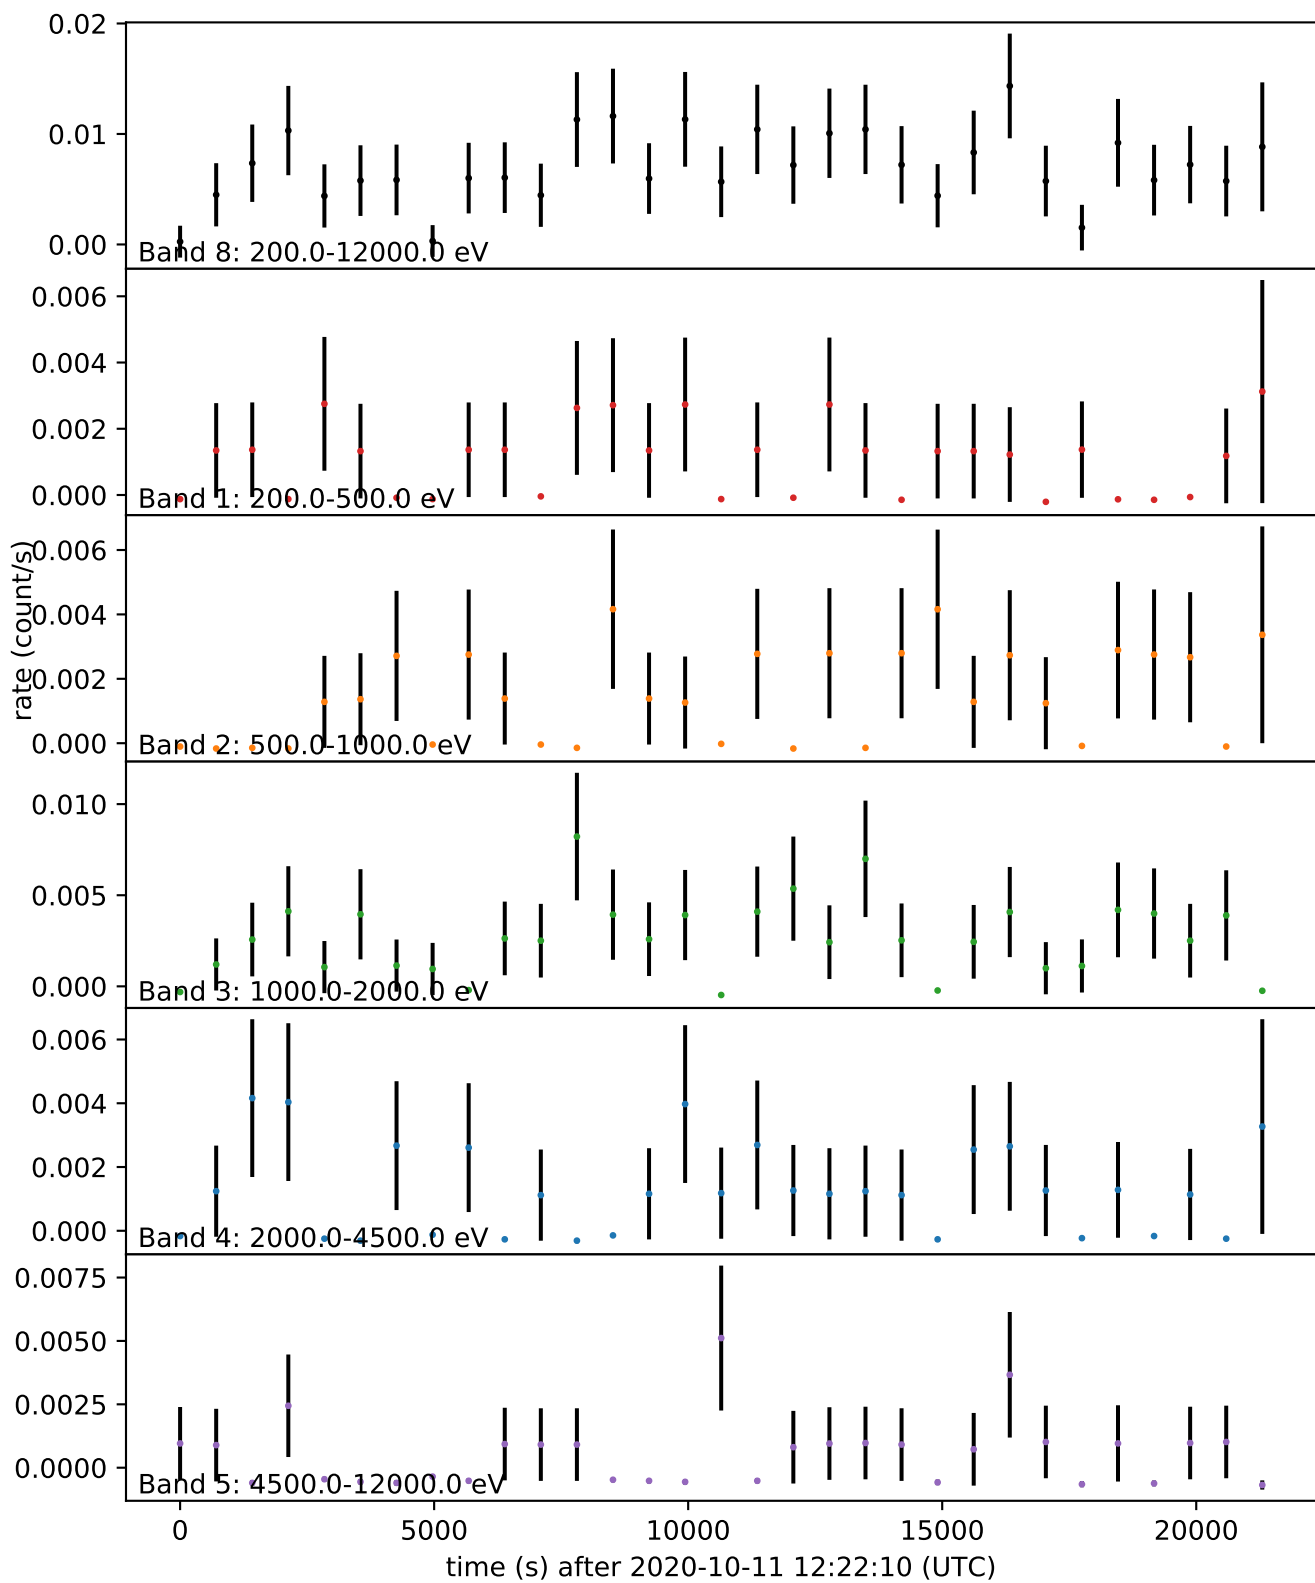 0.02
0.01
0.00
Band 8: 200.0-12000.0 eV
0.006
0.004
0.002
0.000
Band 1: 200.0-500.0 eV
rate (count/s)
0.006
0.004
0.002
0.000
Band 2: 500.0-1000.0 eV
0.010
0.005
0.000
Band 3: 1000.0-2000.0 eV
0.006
0.004
0.002
0.000
Band 4: 2000.0-4500.0 eV
0.0075
0.0050
0.0025
0.0000
Band 5: 4500.0-12000.0 eV
0 5000 10000 15000 20000
time (s) after 2020-10-11 12:22:10 (UTC)